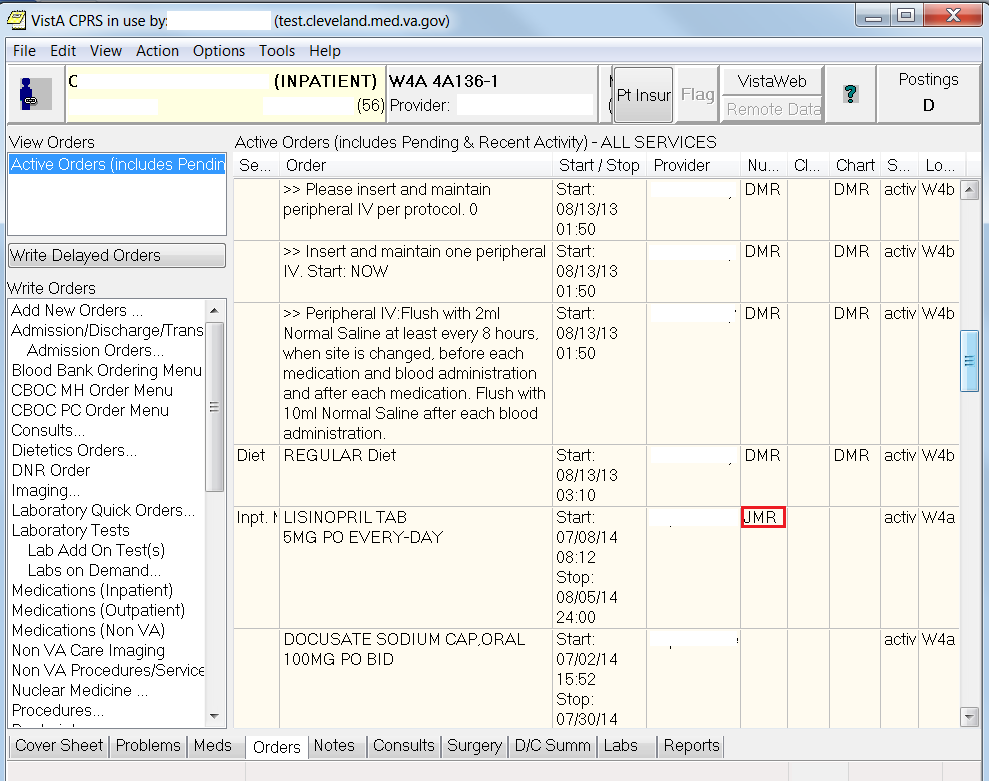 VistA CPRS in use by: (test.cleveland.med.va.gov)
File Edit View Action Options Tools Help
C (INPATIENT)
(56)
W4A 4A136-1
Provider:
Pt Insur
Flag
VistaWeb
Remote Data
?
Postings
D
View Orders
Active Orders (includes Pendin
Write Delayed Orders
Write Orders
Add New Orders ...
Admission/Discharge/Trans
Admission Orders...
Blood Bank Ordering Menu
CBOC MH Order Menu
CBOC PC Order Menu
Consults...
Dietetics Orders...
DNR Order
Imaging...
Laboratory Quick Orders...
Laboratory Tests
Lab Add On Test(s)
Labs on Demand...
Medications (Inpatient)
Medications (Outpatient)
Medications (Non VA)
Non VA Care Imaging
Non VA Procedures/Service
Nuclear Medicine ...
Procedures...
Active Orders (includes Pending & Recent Activity) - ALL SERVICES
Se... Order Start / Stop Provider Nu... Cl... Chart S... Lo...
>> Please insert and maintain Start: DMR DMR activ W4b
peripheral IV per protocol. 0 08/13/13
01:50
>> Insert and maintain one peripheral Start: DMR DMR activ W4b
IV. Start: NOW 08/13/13
01:50
>> Peripheral IV:Flush with 2ml Start: DMR DMR activ W4b
Normal Saline at least every 8 hours, 08/13/13
when site is changed, before each 01:50
medication and blood administration
and after each medication. Flush with
10ml Normal Saline after each blood
administration.
Diet REGULAR Diet Start: DMR DMR activ W4b
08/13/13
03:10
Inpt. LISINOPRIL TAB Start: JMR activ W4a
5MG PO EVERY-DAY 07/08/14
08:12
Stop:
08/05/14
24:00
DOCUSATE SODIUM CAP,ORAL Start: activ W4a
100MG PO BID 07/02/14
15:52
Stop:
07/30/14
Cover Sheet Problems Meds Orders Notes Consults Surgery D/C Summ Labs Reports